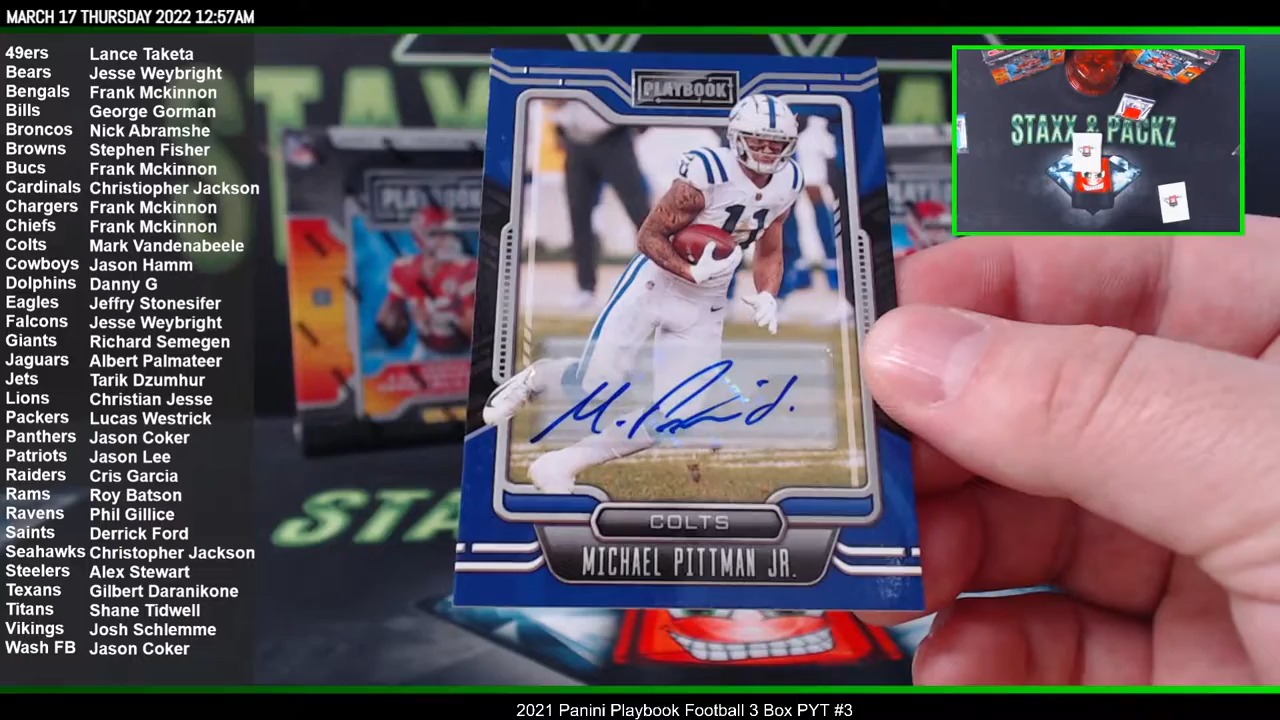 MARCH 17 THURSDAY 2022 12:57AM
49ers Lance Taketa
Bears Jesse Weybright
Bengals Frank Mckinnon
Bills George Gorman
Broncos Nick Abramshe
Browns Stephen Fisher
Bucs Frank Mckinnon
Cardinals Christiopher Jackson
Chargers Frank Mckinnon
Chiefs Frank Mckinnon
Colts Mark Vandenabeele
Cowboys Jason Hamm
Dolphins Danny G
Eagles Jeffry Stonesifer
Falcons Jesse Weybright
Giants Richard Semegen
Jaguars Albert Palmateer
Jets Tarik Dzumhur
Lions Christian Jesse
Packers Lucas Westrick
Panthers Jason Coker
Patriots Jason Lee
Raiders Cris Garcia
Rams Roy Batson
Ravens Phil Gillice
Saints Derrick Ford
Seahawks Christopher Jackson
Steelers Alex Stewart
Texans Gilbert Daranikone
Titans Shane Tidwell
Vikings Josh Schlemme
Wash FB Jason Coker
PLAYBOOK
11
COLTS
MICHAEL PITTMAN JR.
STAXX & PACKZ
2021 Panini Playbook Football 3 Box PYT #3